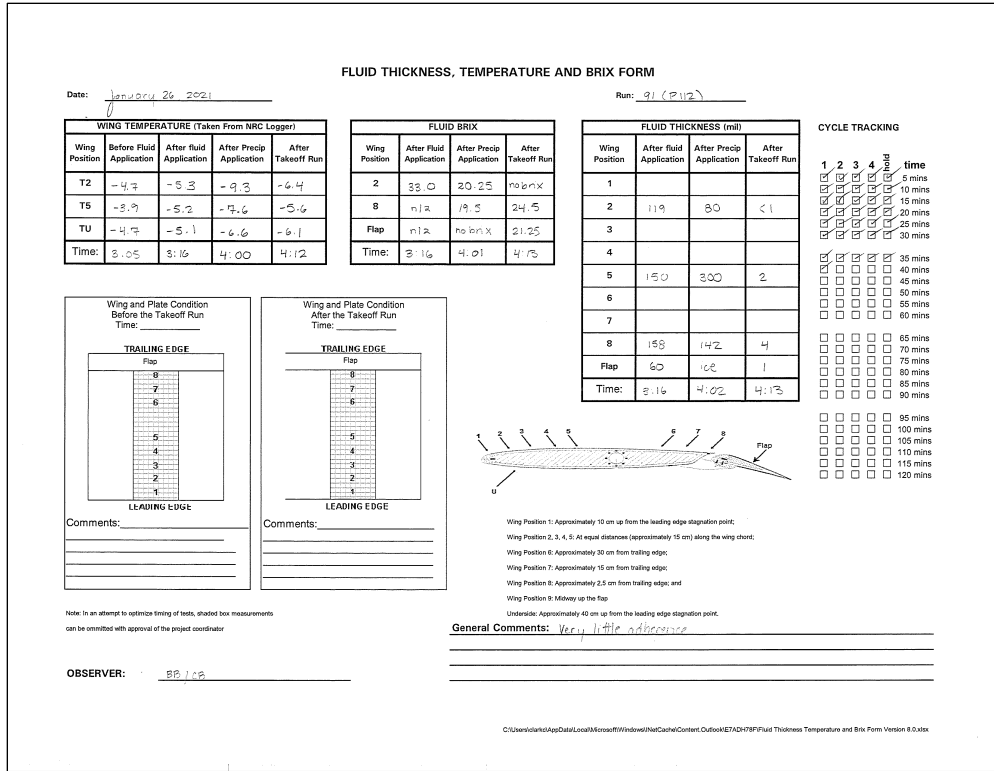 FLUID THICKNESS, TEMPERATURE AND BRIX FORM
Date: January 26, 2021
Run: 91 (P112)
WING TEMPERATURE (Taken From NRC Logger)
Wing Position Before Fluid Application After fluid Application After Precip Application After Takeoff Run
T2 -4.7 -5.3 -9.3 -6.4
T5 -3.9 -5.2 -7.6 -5.6
TU -4.7 -5.1 -6.6 -6.1
Time: 3:05 3:16 4:00 4:12
FLUID BRIX
Wing Position After Fluid Application After Precip Application After Takeoff Run
2 33.0 20.25 no brix
8 n/a 19.5 24.5
Flap n/a no brix 21.25
Time: 3:16 4:01 4:13
FLUID THICKNESS (mil)
Wing Position After Fluid Application After Precip Application After Takeoff Run
1
2 119 80 <1
3
4
5 150 300 2
6
7
8 158 142 4
Flap 60 ice 1
Time: 3:16 4:02 4:13
CYCLE TRACKING
1 2 3 4 hold time
5 mins
10 mins
15 mins
20 mins
25 mins
30 mins
35 mins
40 mins
45 mins
50 mins
55 mins
60 mins
65 mins
70 mins
75 mins
80 mins
85 mins
90 mins
95 mins
100 mins
105 mins
110 mins
115 mins
120 mins
Wing and Plate Condition
Before the Takeoff Run
Time:
TRAILING EDGE
Flap
8
7
6
5
4
3
2
1
LEADING EDGE
Comments:
Wing and Plate Condition
After the Takeoff Run
Time:
TRAILING EDGE
Flap
8
7
6
5
4
3
2
1
LEADING EDGE
Comments:
1 2 3 4 5 6 7 8 Flap
U
Wing Position 1: Approximately 10 cm up from the leading edge stagnation point;
Wing Position 2, 3, 4, 5: At equal distances (approximately 15 cm) along the wing chord;
Wing Position 6: Approximately 30 cm from trailing edge;
Wing Position 7: Approximately 15 cm from trailing edge;
Wing Position 8: Approximately 2.5 cm from trailing edge; and
Wing Position 9: Midway up the flap
Underside: Approximately 40 cm up from the leading edge stagnation point.
Note: In an attempt to optimize timing of tests, shaded box measurements
can be ommitted with approval of the project coordinator
General Comments: Very little adherence
OBSERVER: BB / CB
C:\Users\clarkc\AppData\Local\Microsoft\Windows\INetCache\Content.Outlook\E7ADH78F\Fluid Thickness Temperature and Brix Form Version 8.0.xlsx